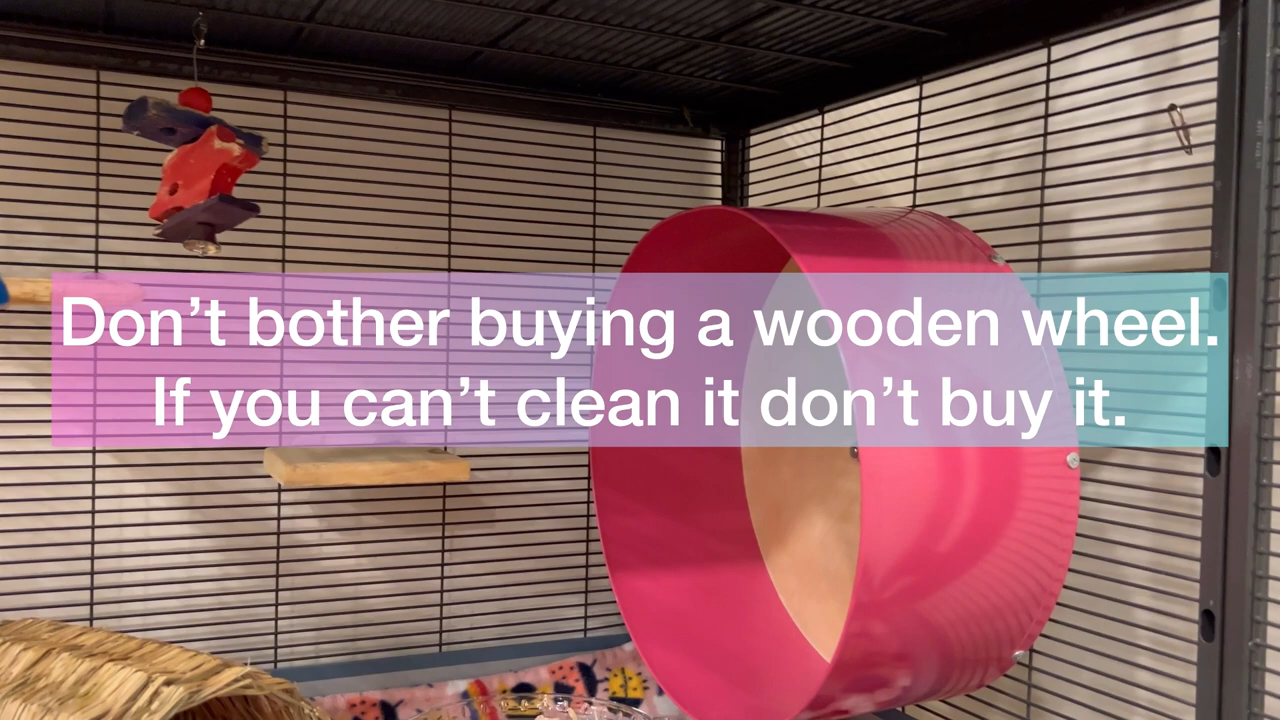 Don’t bother buying a wooden wheel.
If you can’t clean it don’t buy it.